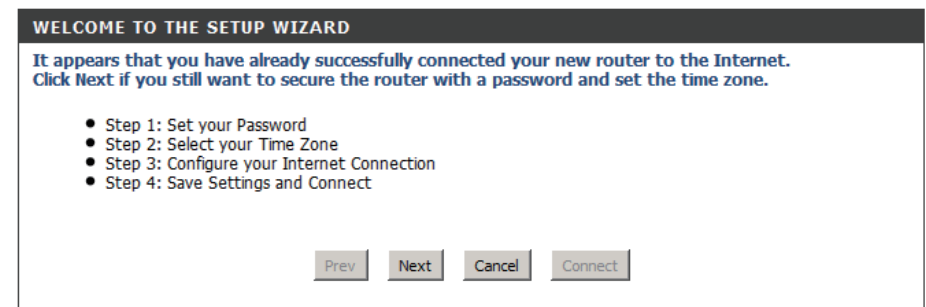 WELCOME TO THE SETUP WIZARD
It appears that you have already successfully connected your new router to the Internet.
Click Next if you still want to secure the router with a password and set the time zone.
● Step 1: Set your Password
● Step 2: Select your Time Zone
● Step 3: Configure your Internet Connection
● Step 4: Save Settings and Connect
Prev Next Cancel Connect